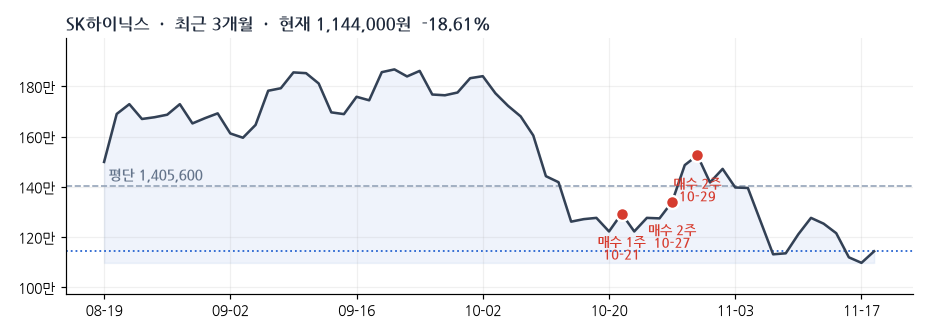 SK하이닉스 · 최근 3개월 · 현재 1,144,000원 -18.61%
180만
160만
140만
120만
100만
평단 1,405,600
매수 1주
10-21
매수 2주
10-27
매수 2주
10-29
08-19
09-02
09-16
10-02
10-20
11-03
11-17